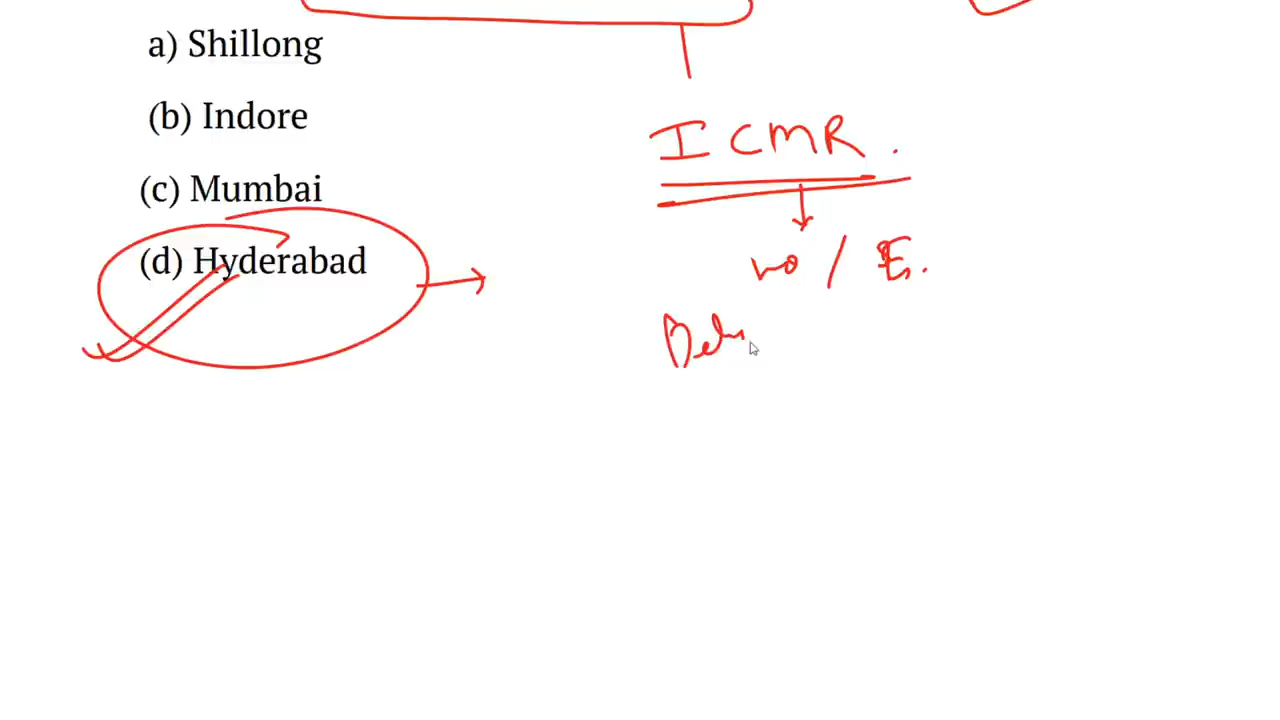 a) Shillong
(b) Indore
(c) Mumbai
(d) Hyderabad
ICMR.